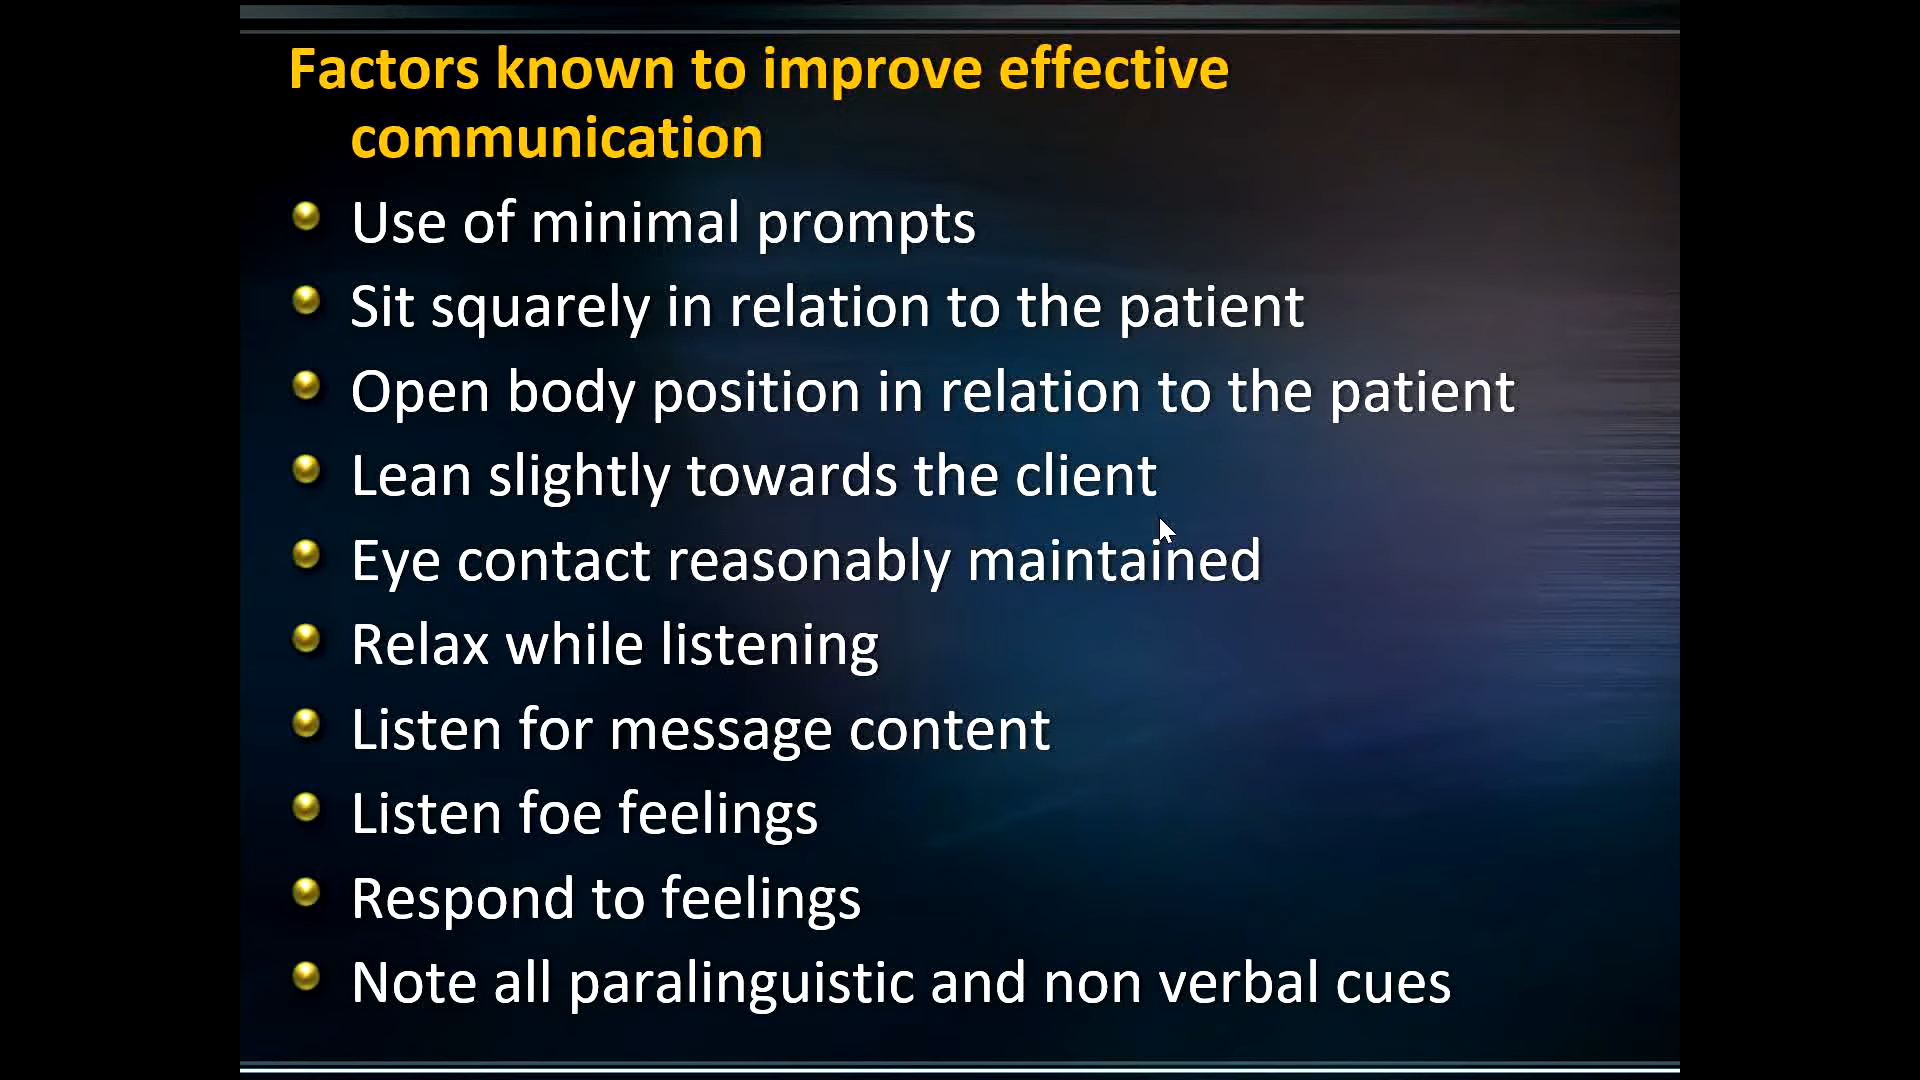 Factors known to improve effective
communication
Use of minimal prompts
Sit squarely in relation to the patient
Open body position in relation to the patient
Lean slightly towards the client
Eye contact reasonably maintained
Relax while listening
Listen for message content
Listen foe feelings
Respond to feelings
Note all paralinguistic and non verbal cues